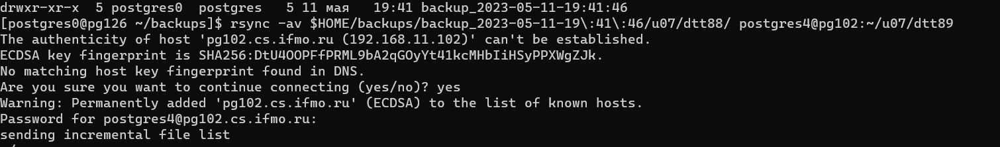 drwxr-xr-x 5 postgres0 postgres 5 11 мая 19:41 backup_2023-05-11-19:41:46
[postgres0@pg126 ~/backups]$ rsync -av $HOME/backups/backup_2023-05-11-19\:41\:46/u07/dtt88/ postgres4@pg102:~/u07/dtt89
The authenticity of host 'pg102.cs.ifmo.ru (192.168.11.102)' can't be established.
ECDSA key fingerprint is SHA256:DtU4OOPFfPRML9bA2qGOyYt41kcMHbIiHSyPPXWgZJk.
No matching host key fingerprint found in DNS.
Are you sure you want to continue connecting (yes/no)? yes
Warning: Permanently added 'pg102.cs.ifmo.ru' (ECDSA) to the list of known hosts.
Password for postgres4@pg102.cs.ifmo.ru:
sending incremental file list